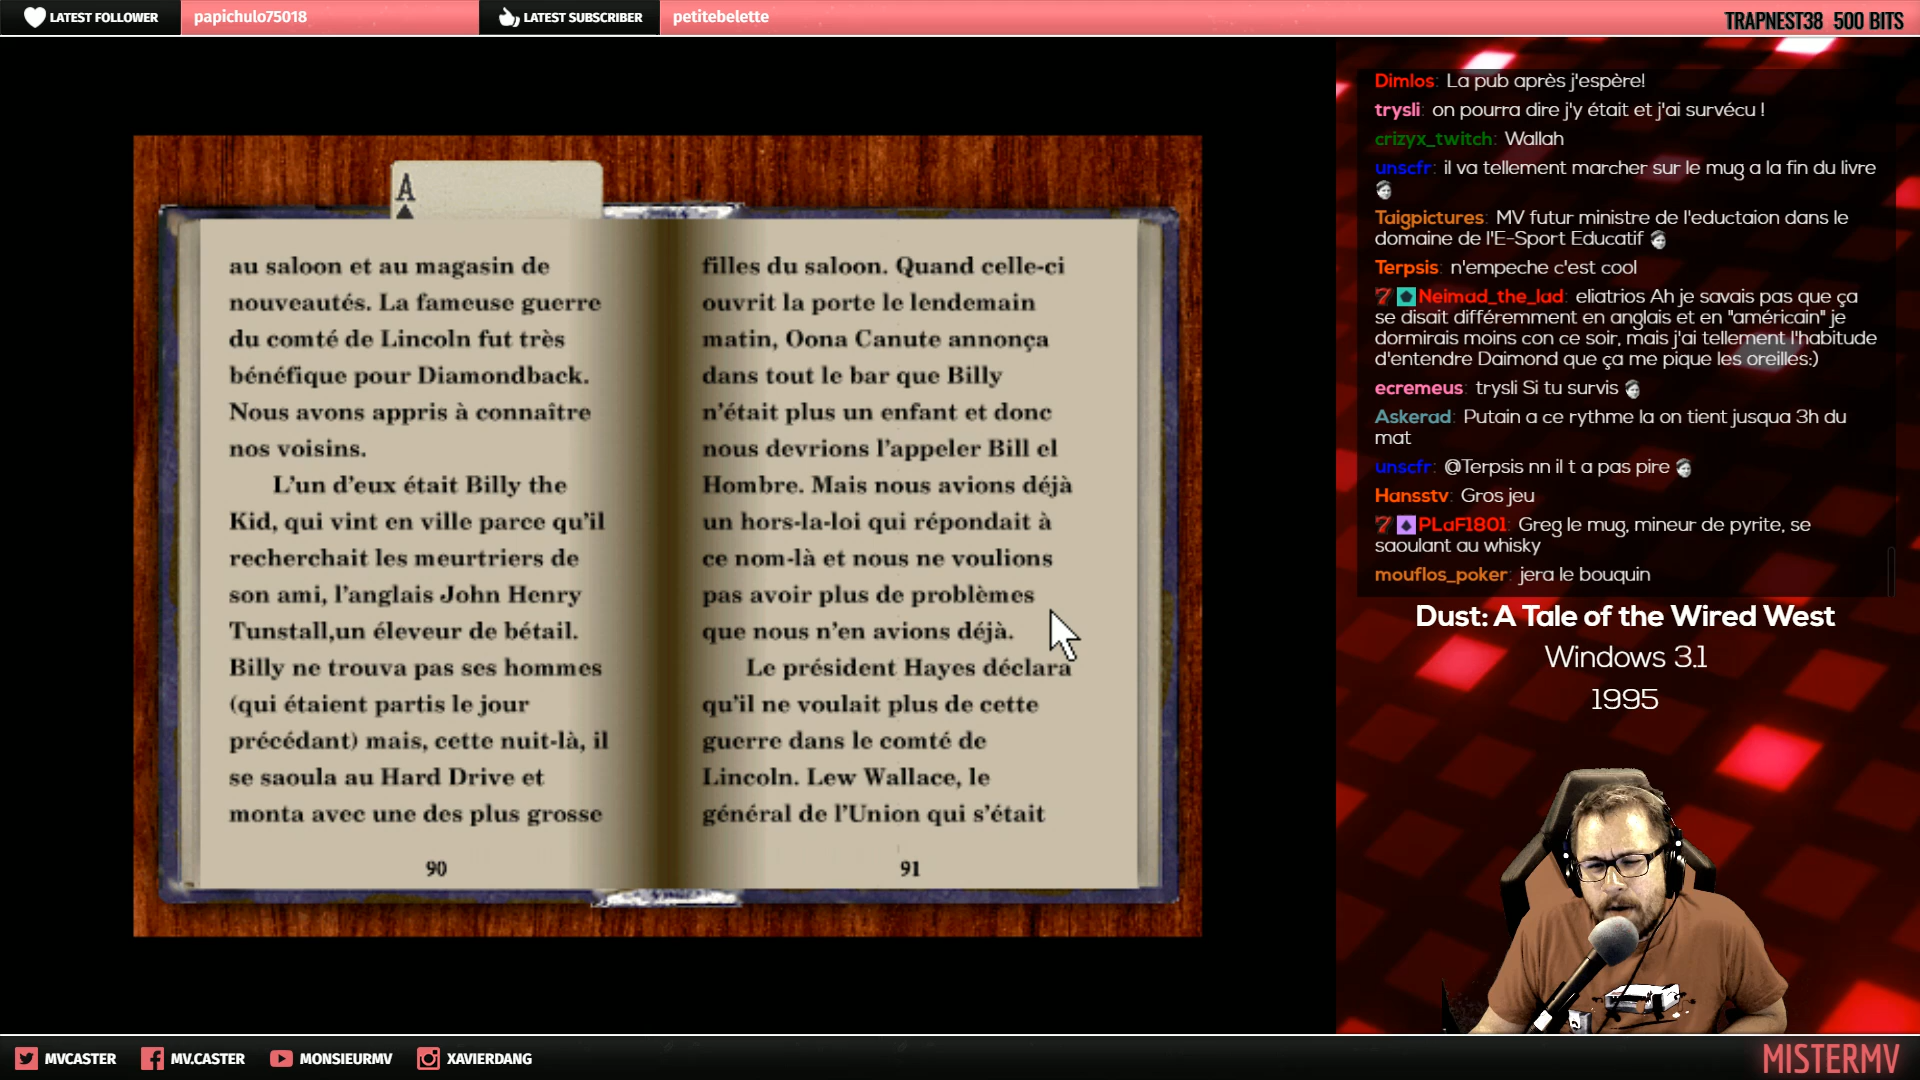 LATEST FOLLOWER
papichulo75018
LATEST SUBSCRIBER
petitebelette
TRAPNEST38 500 BITS
A
au saloon et au magasin de
nouveautés. La fameuse guerre
du comté de Lincoln fut très
bénéfique pour Diamondback.
Nous avons appris à connaître
nos voisins.
L'un d'eux était Billy the
Kid, qui vint en ville parce qu'il
recherchait les meurtriers de
son ami, l'anglais John Henry
Tunstall,un éleveur de bétail.
Billy ne trouva pas ses hommes
(qui étaient partis le jour
précédant) mais, cette nuit-là, il
se saoula au Hard Drive et
monta avec une des plus grosse
90
filles du saloon. Quand celle-ci
ouvrit la porte le lendemain
matin, Oona Canute annonça
dans tout le bar que Billy
n'était plus un enfant et donc
nous devrions l'appeler Bill el
Hombre. Mais nous avions déjà
un hors-la-loi qui répondait à
ce nom-là et nous ne voulions
pas avoir plus de problèmes
que nous n'en avions déjà.
Le président Hayes déclara
qu'il ne voulait plus de cette
guerre dans le comté de
Lincoln. Lew Wallace, le
général de l'Union qui s'était
91
Dimlos: La pub après j'espère!
trysli: on pourra dire j'y était et j'ai survécu !
crizyx_twitch: Wallah
unscfr: il va tellement marcher sur le mug a la fin du livre
Taigpictures: MV futur ministre de l'eductaion dans le
domaine de l'E-Sport Educatif
Terpsis: n'empeche c'est cool
7 Neimad_the_lad: eliatrios Ah je savais pas que ça
se disait différemment en anglais et en "américain" je
dormirais moins con ce soir, mais j'ai tellement l'habitude
d'entendre Daimond que ça me pique les oreilles:)
ecremeus: trysli Si tu survis
Askerad: Putain a ce rythme la on tient jusqua 3h du
mat
unscfr: @Terpsis nn il t a pas pire
Hansstv: Gros jeu
7 PLaF1801: Greg le mug, mineur de pyrite, se
saoulant au whisky
mouflos_poker: jera le bouquin
Dust: A Tale of the Wired West
Windows 3.1
1995
MVCASTER
MV.CASTER
MONSIEURMV
XAVIERDANG
MISTERMV